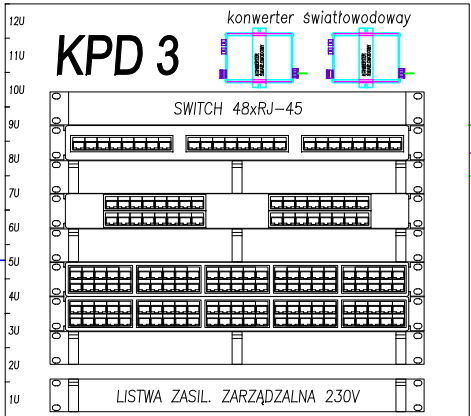 konwerter światłowodoway
KPD 3
12U
11U
10U
9U
8U
7U
6U
5U
4U
3U
2U
1U
SWITCH 48xRJ-45
LISTWA ZASIL. ZARZĄDZALNA 230V